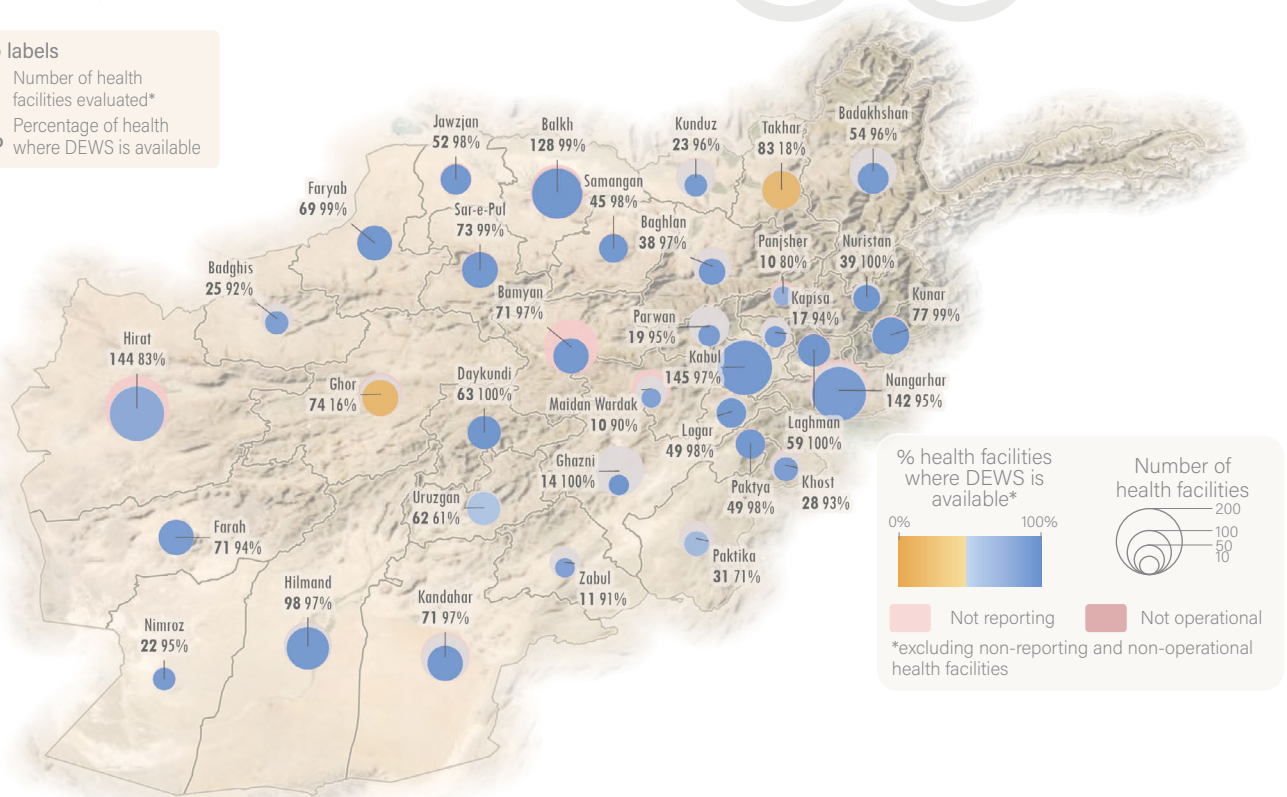 labels
Number of health
facilities evaluated*
Percentage of health
where DEWS is available
Jawzjan
52 98%
Balkh
128 99%
Kunduz
23 96%
Takhar
83 18%
Badakhshan
54 96%
Faryab
69 99%
Samangan
45 98%
Sar-e-Pul
73 99%
Baghlan
38 97%
Panjsher
10 80%
Nuristan
39 100%
Badghis
25 92%
Bamyan
71 97%
Parwan
19 95%
Kapisa
17 94%
Kunar
77 99%
Hirat
144 83%
Ghor
74 16%
Daykundi
63 100%
Kabul
145 97%
Nangarhar
142 95%
Maidan Wardak
10 90%
Logar
49 98%
Laghman
59 100%
Ghazni
14 100%
Uruzgan
62 61%
Paktya
49 98%
Khost
28 93%
Farah
71 94%
Paktika
31 71%
Zabul
11 91%
Hilmand
98 97%
Kandahar
71 97%
Nimroz
22 95%
% health facilities
where DEWS is
available*
0% 100%
Number of
health facilities
200
100
50
10
Not reporting
Not operational
*excluding non-reporting and non-operational
health facilities